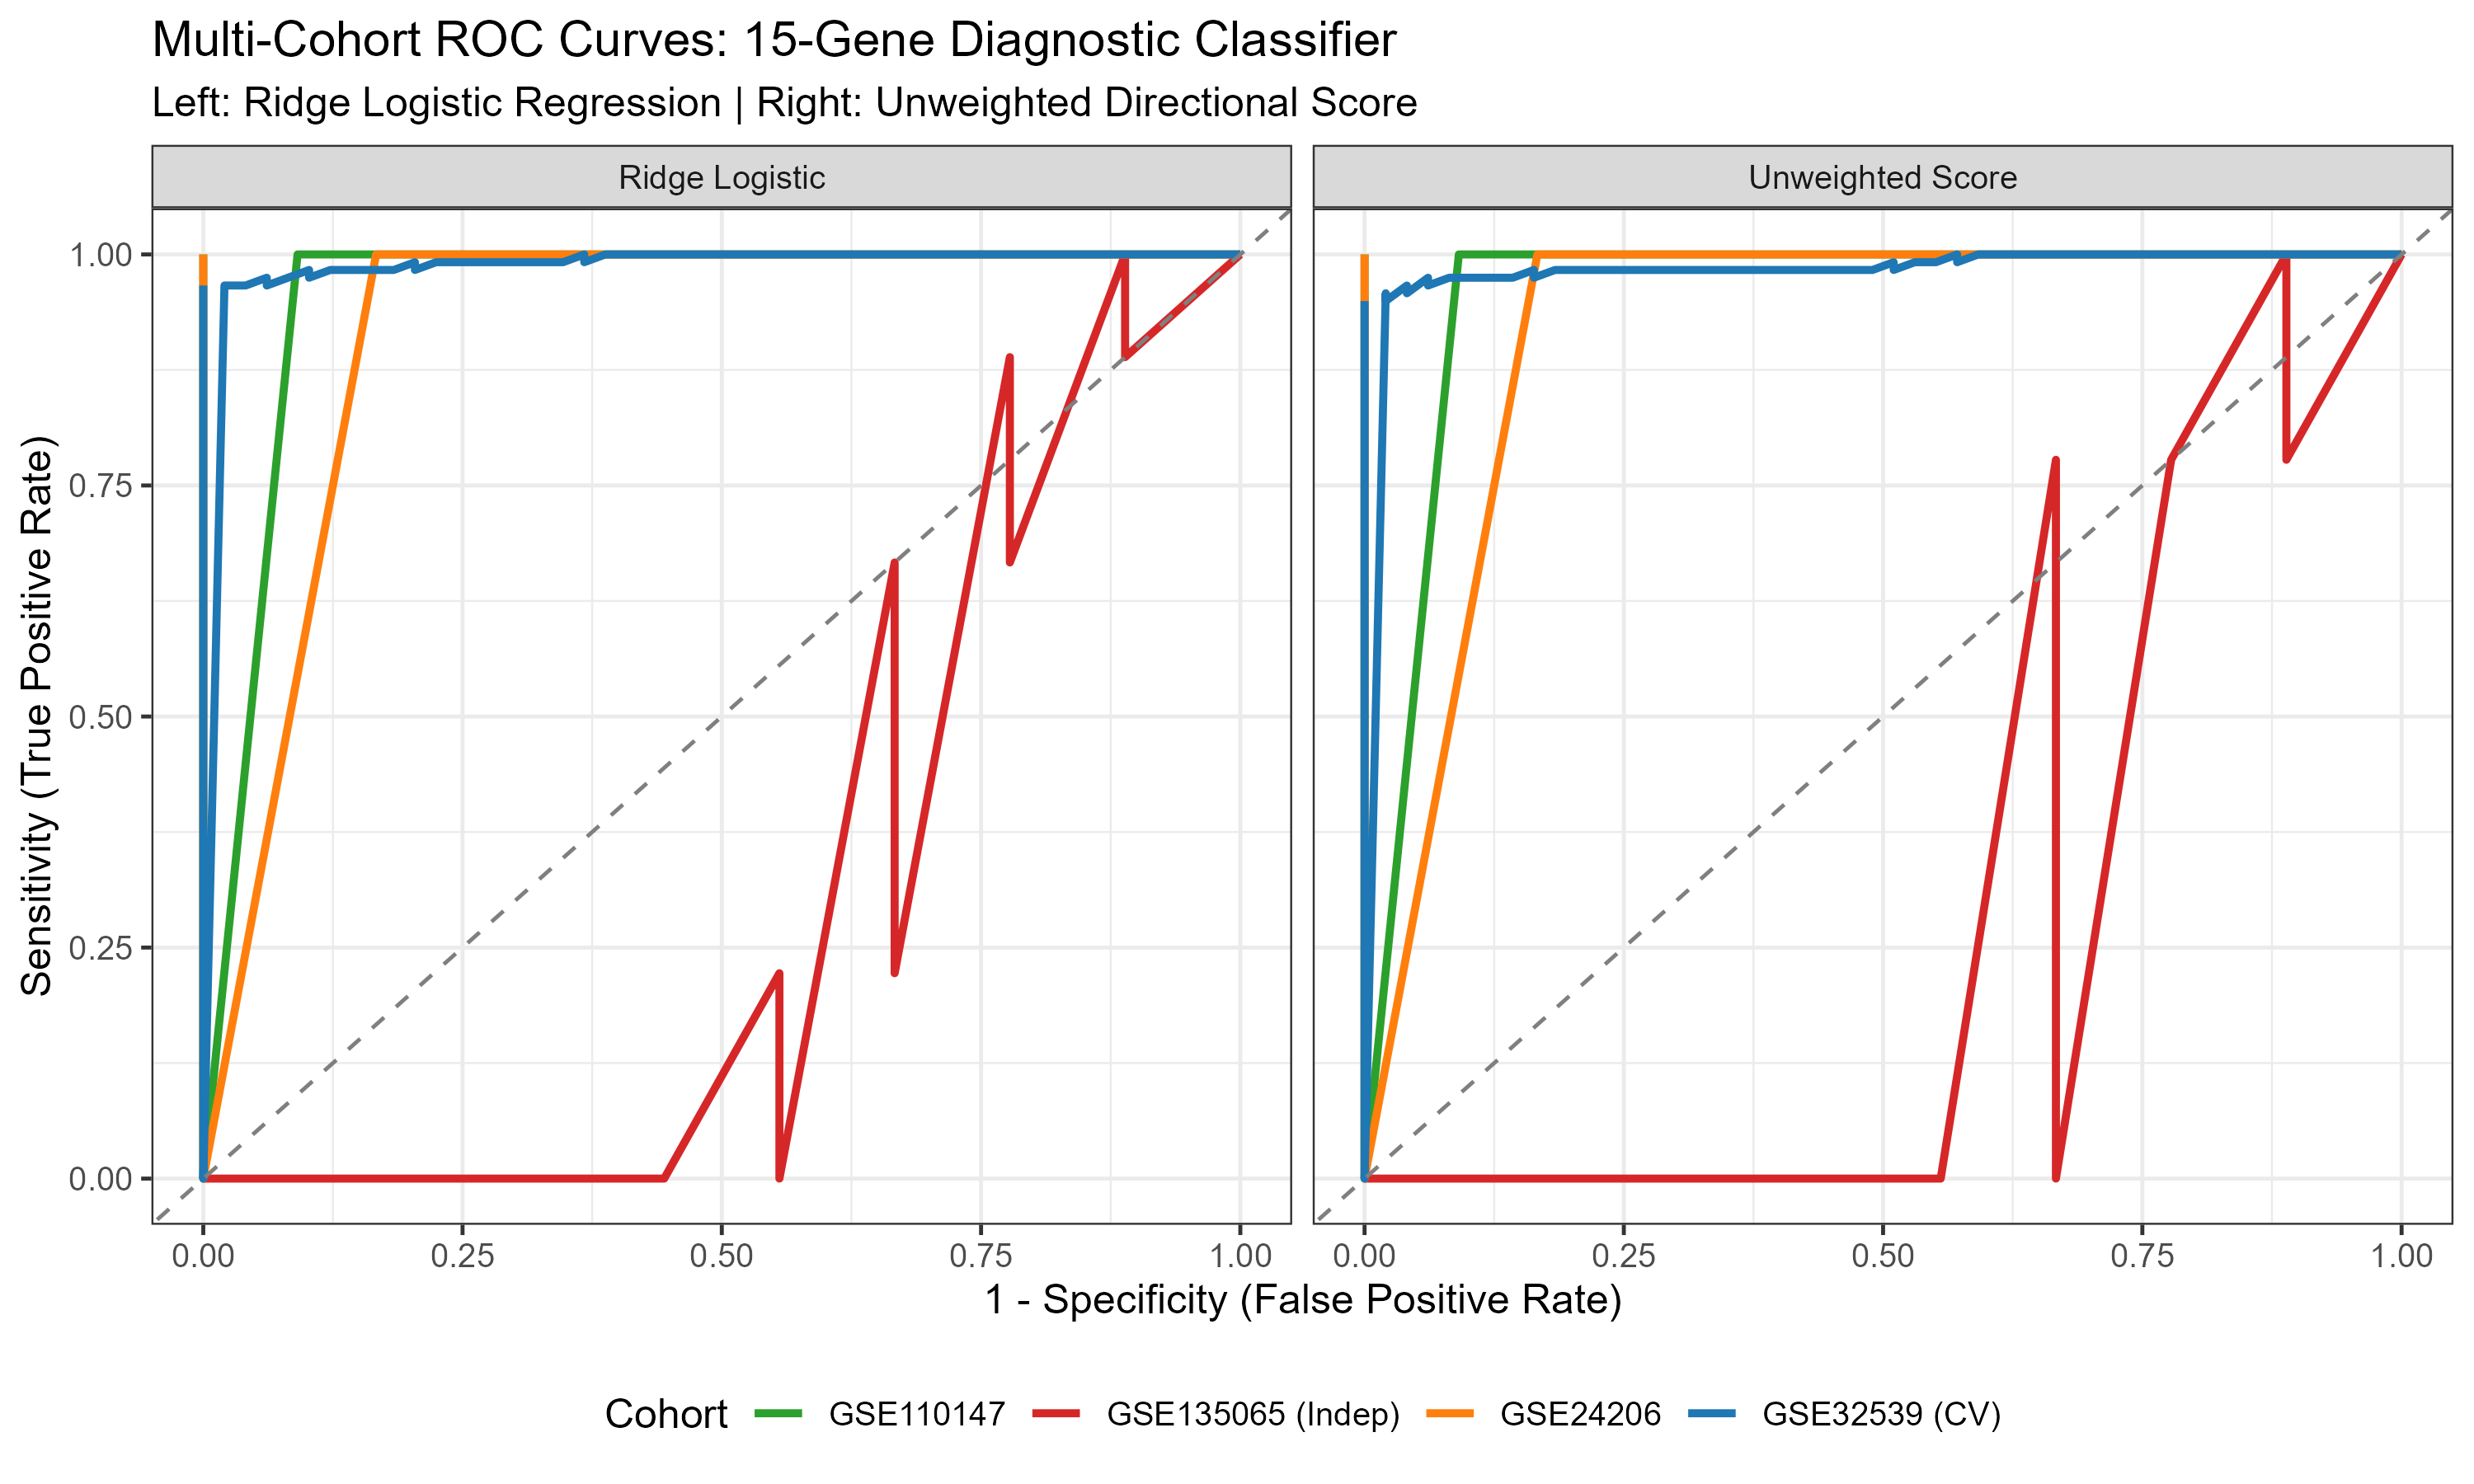 Multi-Cohort ROC Curves: 15-Gene Diagnostic Classifier
Left: Ridge Logistic Regression | Right: Unweighted Directional Score
Ridge Logistic
Unweighted Score
Sensitivity (True Positive Rate)
1.00
0.75
0.50
0.25
0.00
0.00 0.25 0.50 0.75 1.00
0.00 0.25 0.50 0.75 1.00
1 - Specificity (False Positive Rate)
Cohort GSE110147 GSE135065 (Indep) GSE24206 GSE32539 (CV)